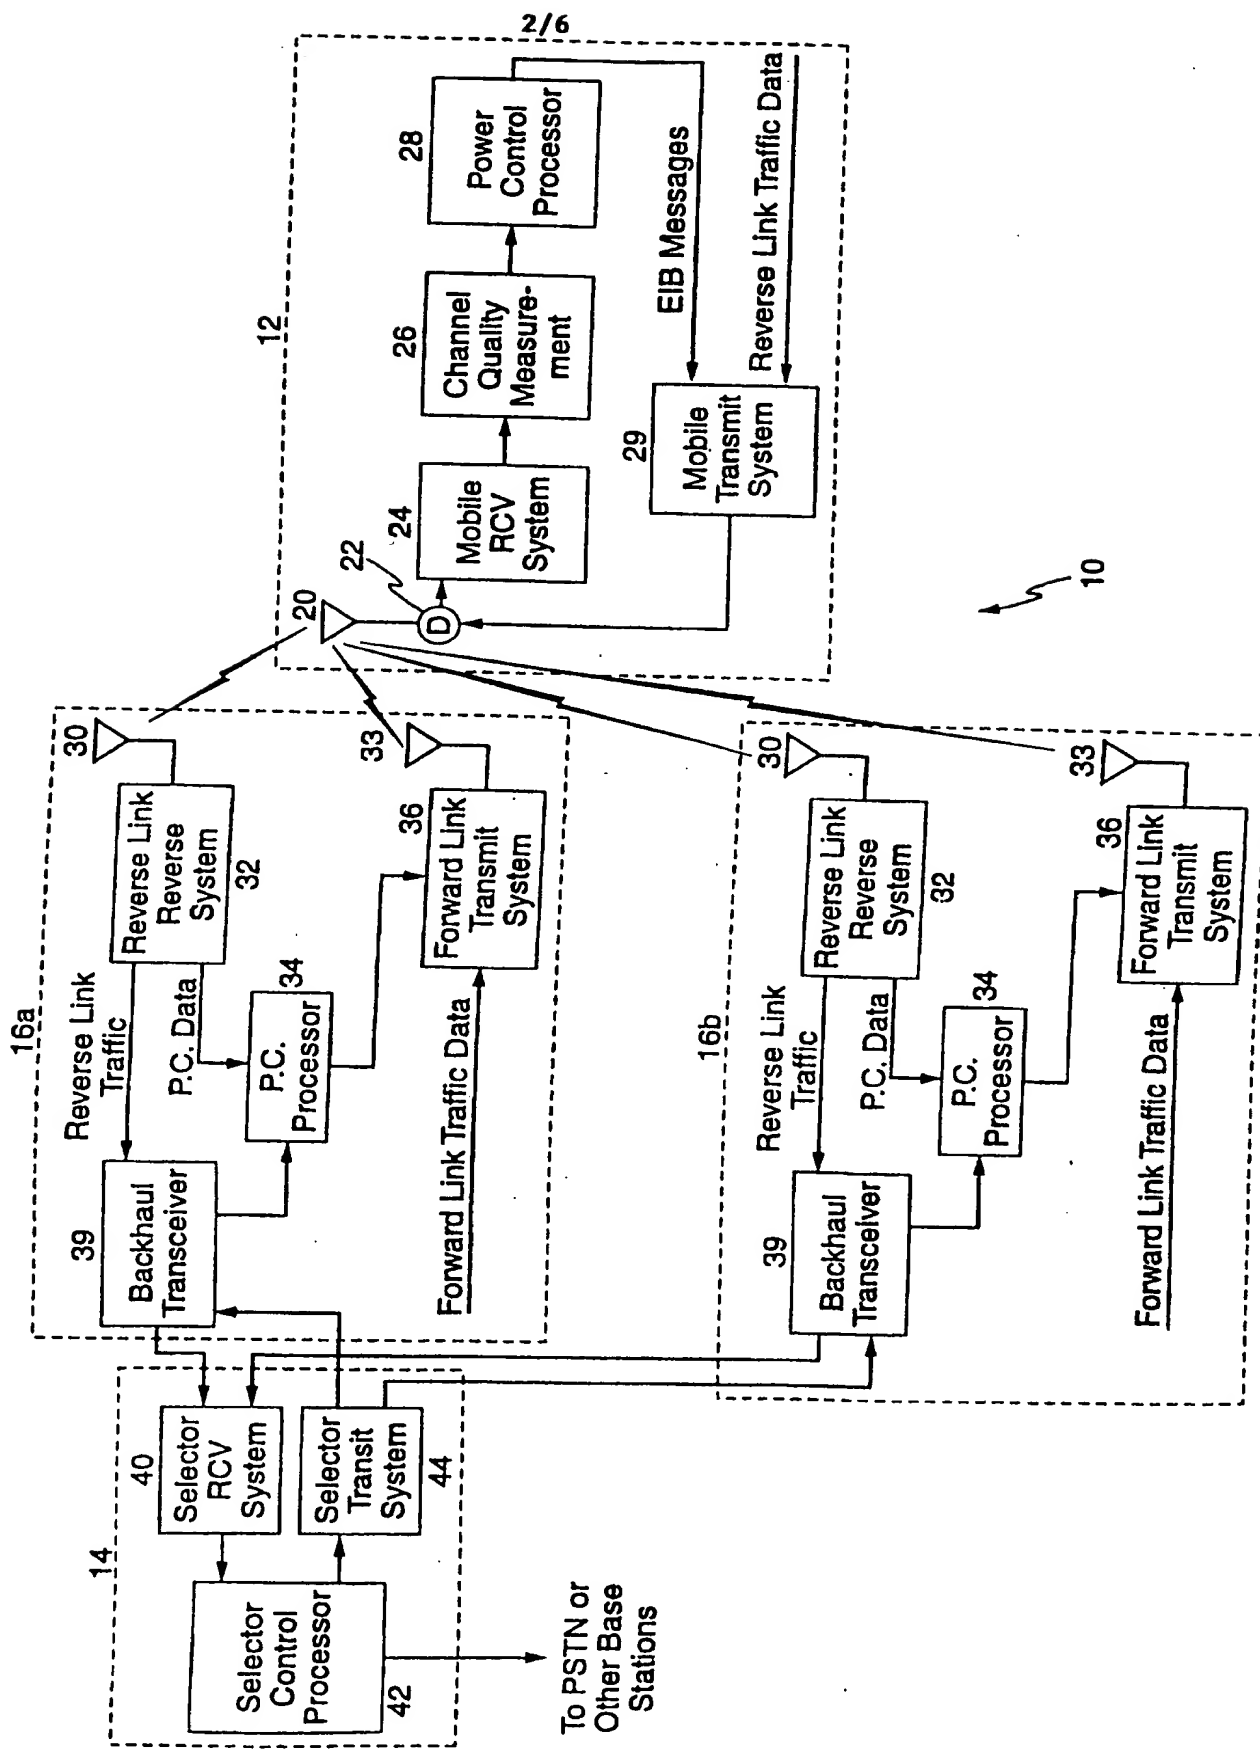 2/6
14
Selector
Control
Processor
42
To PSTN or
Other Base
Stations
40
Selector
RCV
System
Selector
Transit
System
44
16a
39
Backhaul
Transceiver
Reverse Link
Traffic
P.C. Data
P.C.
Processor
34
Reverse Link
Reverse
System
32
30
33
36
Forward Link
Transmit
System
Forward Link Traffic Data
16b
39
Backhaul
Transceiver
Reverse Link
Traffic
P.C. Data
P.C.
Processor
34
Reverse Link
Reverse
System
32
30
33
36
Forward Link
Transmit
System
Forward Link Traffic Data
12
20
22
D
24
Mobile
RCV
System
26
Channel
Quality
Measure-
ment
28
Power
Control
Processor
EIB Messages
Reverse Link Traffic Data
29
Mobile
Transmit
System
10